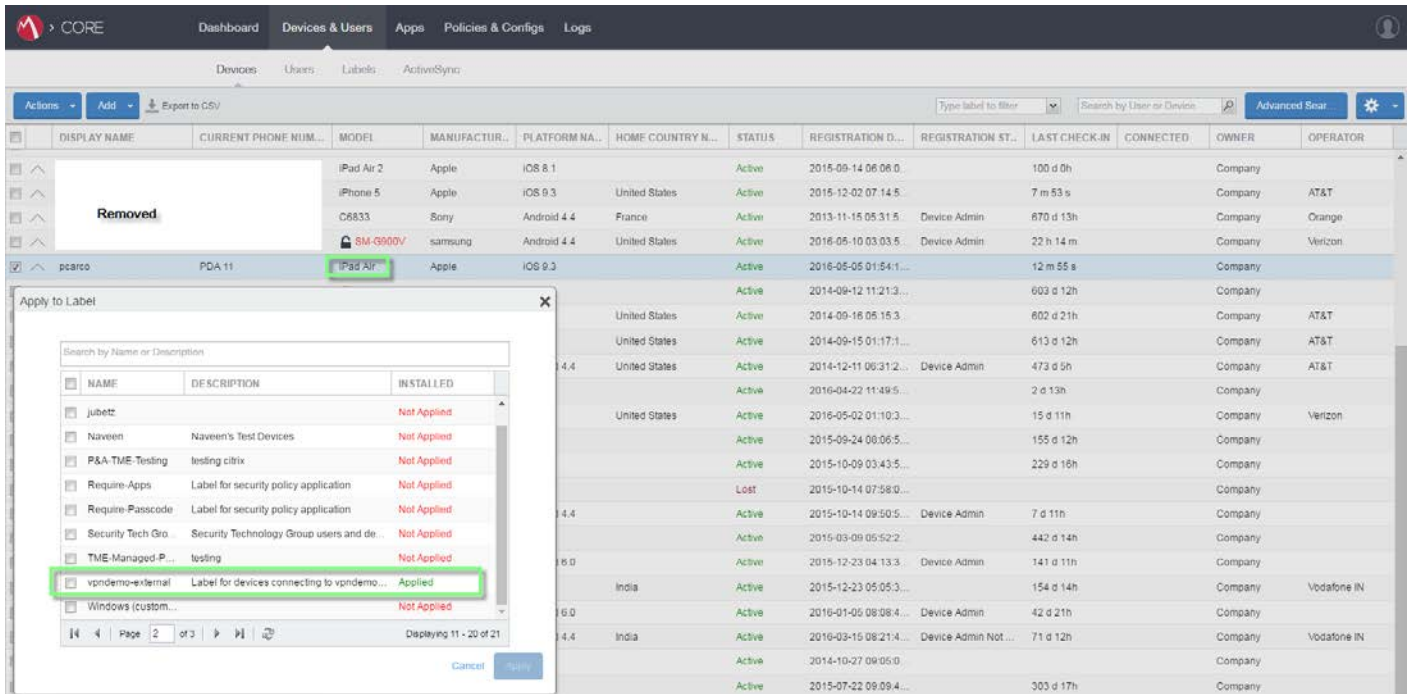 CORE Dashboard Devices & Users Apps Policies & Configs Logs
Devices Users Labels ActiveSync
Actions Add Export to CSV Type label to filter Search by User or Device Advanced Sear...
DISPLAY NAME CURRENT PHONE NUM... MODEL MANUFACTUR... PLATFORM NA... HOME COUNTRY N... STATUS REGISTRATION D... REGISTRATION ST... LAST CHECK-IN CONNECTED OWNER OPERATOR
iPad Air 2 Apple iOS 8.1 Active 2015-09-14 06:06:0... 100 d 0h Company
iPhone 5 Apple iOS 9.3 United States Active 2015-12-02 07:14:5... 7 m 53 s Company AT&T
Removed C6833 Sony Android 4.4 France Active 2013-11-15 05:31:5... Device Admin 670 d 13h Company Orange
SM-G900V samsung Android 4.4 United States Active 2016-05-10 03:03:5... Device Admin 22 h 14 m Company Verizon
pcarco PDA 11 iPad Air Apple iOS 9.3 Active 2016-05-05 01:54:1... 12 m 55 s Company
Active 2014-09-12 11:21:3... 603 d 12h Company
Apply to Label
United States Active 2014-09-16 05:15:3... 602 d 21h Company AT&T
United States Active 2014-09-15 01:17:1... 613 d 12h Company AT&T
Search by Name or Description
4.4 United States Active 2014-12-11 06:31:2... Device Admin 473 d 5h Company AT&T
NAME DESCRIPTION INSTALLED
Active 2016-04-22 11:49:5... 2 d 13h Company
jubetz Not Applied United States Active 2016-05-02 01:10:3... 15 d 11h Company Verizon
Naveen Naveen's Test Devices Not Applied Active 2015-09-24 08:06:5... 155 d 12h Company
P&A-TME-Testing testing citrix Not Applied Active 2015-10-09 03:43:5... 229 d 16h Company
Require-Apps Label for security policy application Not Applied Lost 2015-10-14 07:58:0... Company
Require-Passcode Label for security policy application Not Applied 4.4 Active 2015-10-14 09:50:5... Device Admin 7 d 11h Company
Security Tech Gro... Security Technology Group users and de... Not Applied Active 2015-03-09 05:52:2... 442 d 14h Company
TME-Managed-P... testing Not Applied 6.0 Active 2015-12-23 04:13:3... Device Admin 141 d 11h Company
vpndemo-external Label for devices connecting to vpndemo... Applied India Active 2015-12-23 05:05:3... 154 d 14h Company Vodafone IN
Windows (custom... Not Applied 6.0 Active 2016-01-05 08:08:4... Device Admin 42 d 21h Company
Page 2 of 3 Displaying 11 - 20 of 21 4.4 India Active 2016-03-15 08:21:4... Device Admin Not ... 71 d 12h Company Vodafone IN
Cancel Apply Active 2014-10-27 09:05:0... Company
Active 2015-07-22 09:09:4... 303 d 17h Company